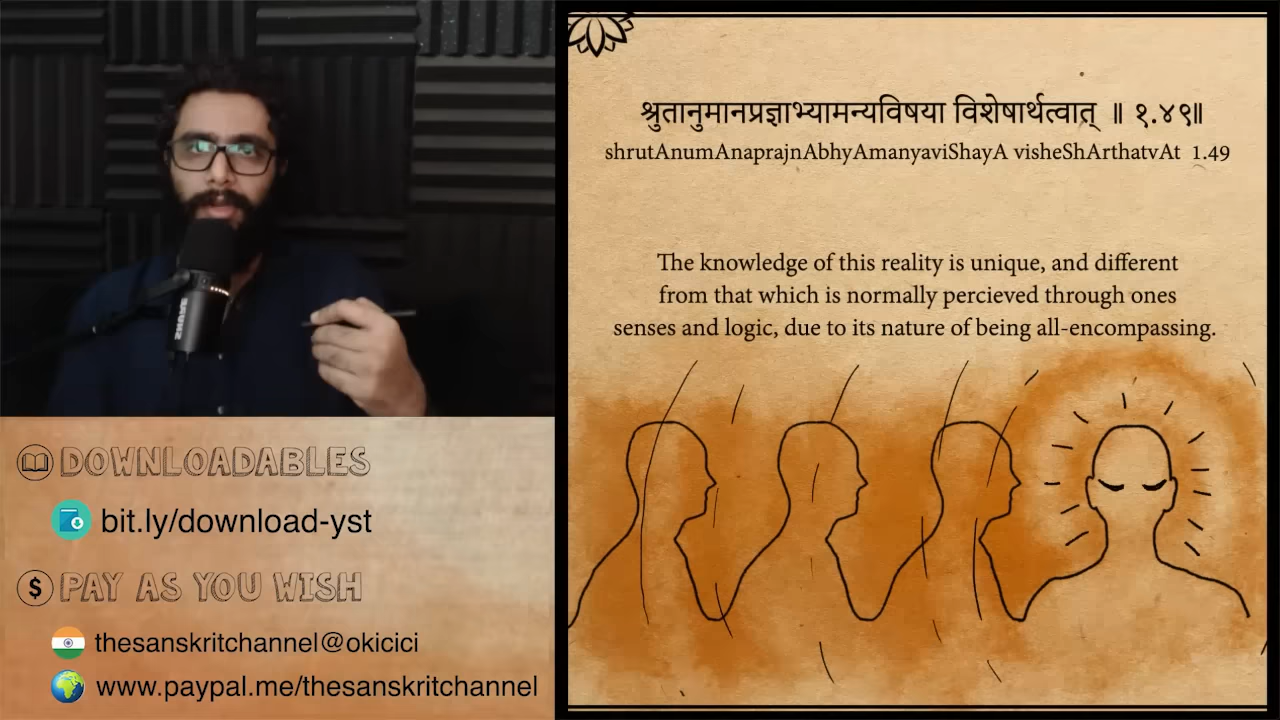 श्रुतानुमानप्रज्ञाभ्यामन्यविषया विशेषार्थत्वात् ॥ १.४९॥
shrutAnumAnaprajnAbhyAmanyaviShayA visheShArthatvAt 1.49
The knowledge of this reality is unique, and different
from that which is normally percieved through ones
senses and logic, due to its nature of being all-encompassing.
DOWNLOADABLES
bit.ly/download-yst
$ PAY AS YOU WISH
thesanskritchannel@okicici
www.paypal.me/thesanskritchannel